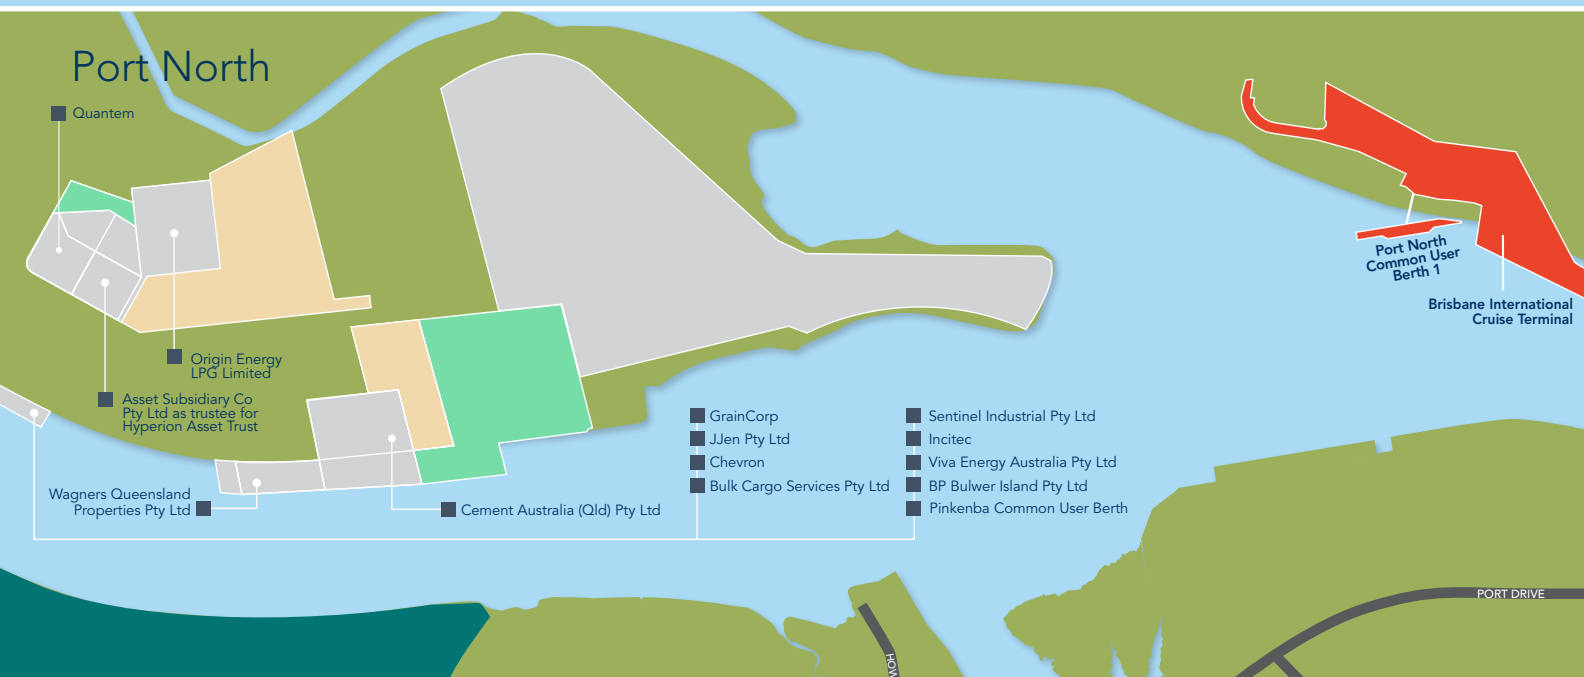 Port North
Quantem
Origin Energy
LPG Limited
Asset Subsidiary Co
Pty Ltd as trustee for
Hyperion Asset Trust
Wagners Queensland
Properties Pty Ltd
Cement Australia (Qld) Pty Ltd
GrainCorp
JJen Pty Ltd
Chevron
Bulk Cargo Services Pty Ltd
Sentinel Industrial Pty Ltd
Incitec
Viva Energy Australia Pty Ltd
BP Bulwer Island Pty Ltd
Pinkenba Common User Berth
Port North
Common User
Berth 1
Brisbane International
Cruise Terminal
PORT DRIVE
HOW